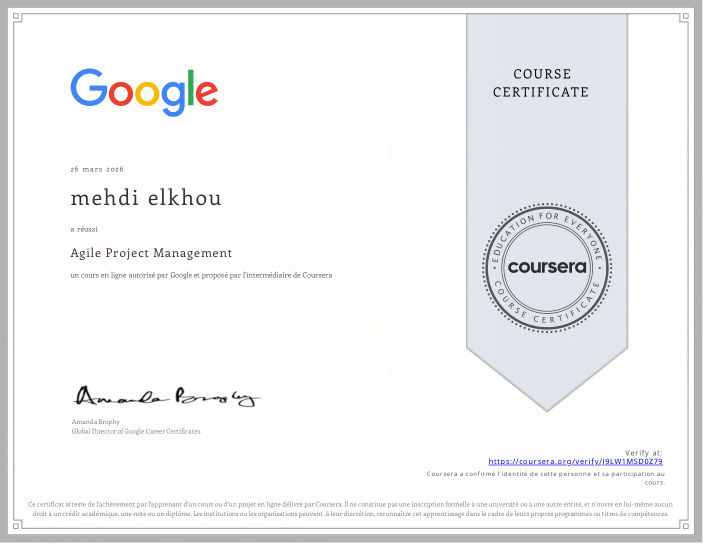 Google
COURSE
CERTIFICATE
26 mars 2026
mehdi elkhou
a réussi
Agile Project Management
un cours en ligne autorisé par Google et proposé par l'intermédiaire de Coursera
EDUCATION FOR EVERYONE
coursera
COURSE CERTIFICATE
Amanda Brophy
Amanda Brophy
Global Director of Google Career Certificates
Verify at:
https://coursera.org/verify/J9LW1MSD0Z79
Coursera a confirmé l'identité de cette personne et sa participation au
cours.
Ce certificat atteste de l'achèvement par l'apprenant d'un cours ou d'un projet en ligne délivré par Coursera. Il ne constitue pas une inscription formelle à une université ou à une autre entité, et n'ouvre en lui-même aucun
droit à un crédit académique, une note ou un diplôme. Les institutions ou les organisations peuvent, à leur discrétion, reconnaître cet apprentissage dans le cadre de leurs propres programmes ou titres de compétences.